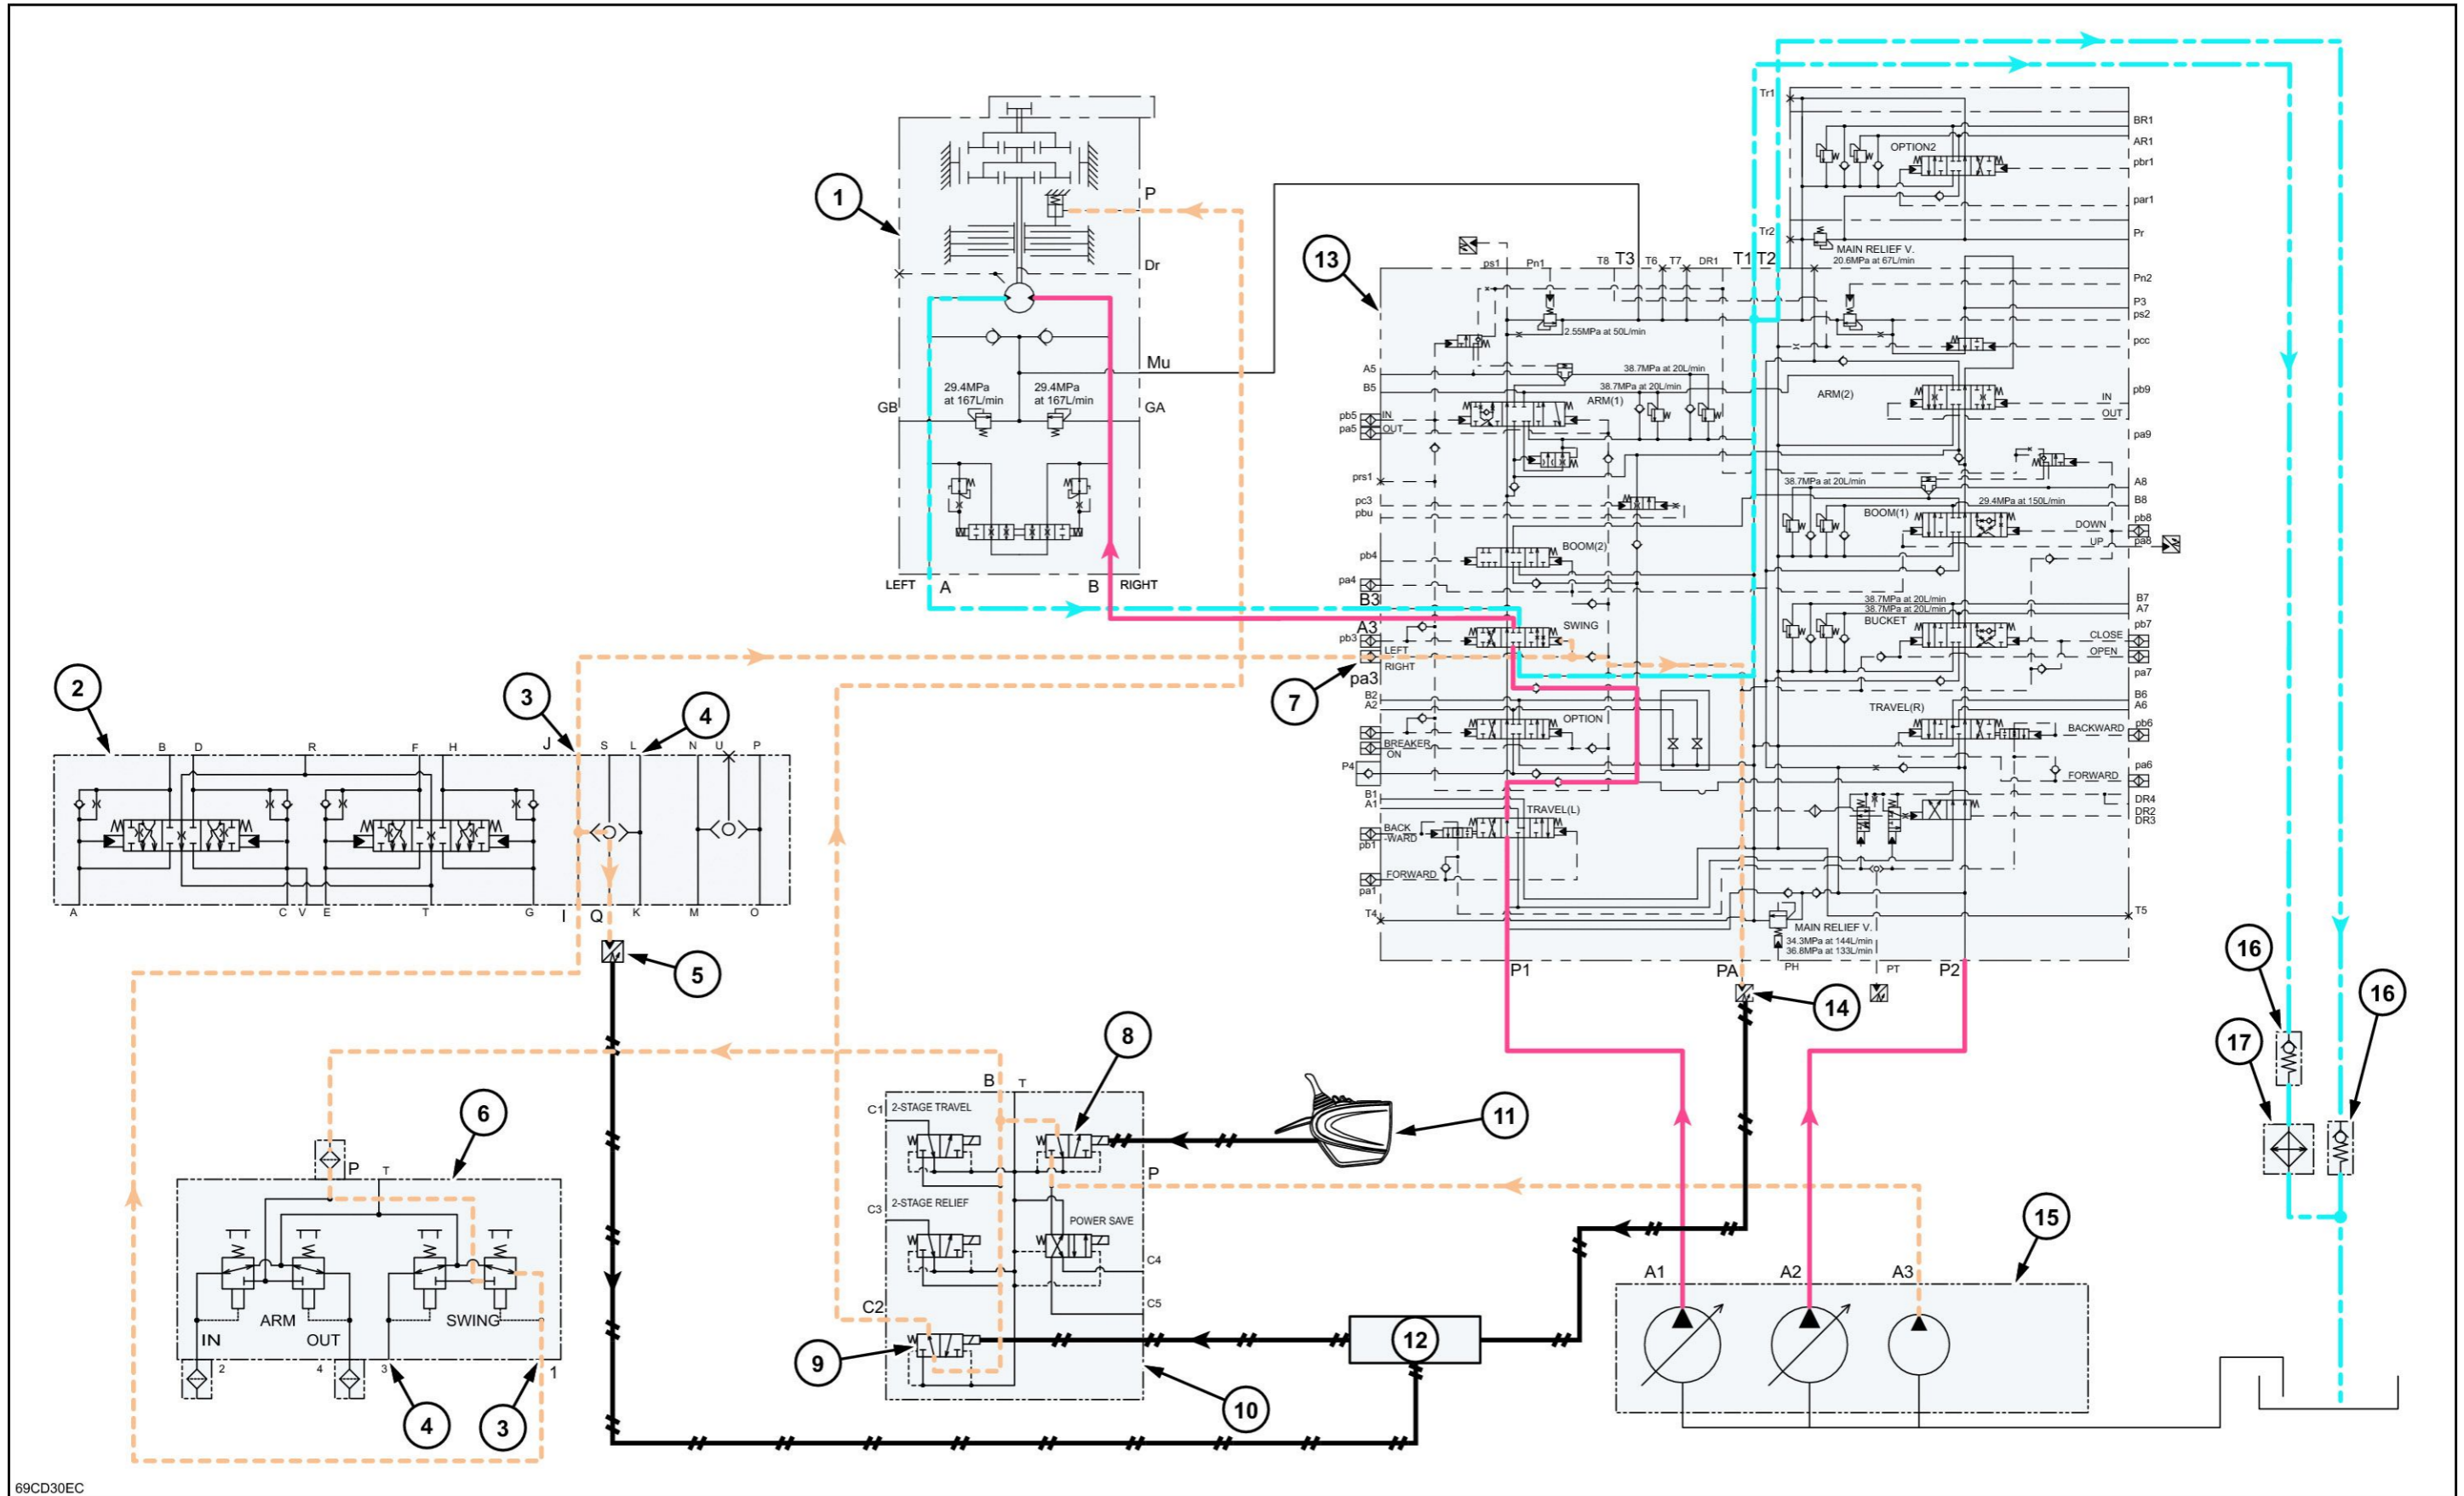 Tr1
BR1
AR1
OPTION2
pbr1
par1
Tr2
Pr
MAIN RELIEF V.
20.6MPa at 67L/min
1
P
Dr
Mu
29.4MPa
at 167L/min
29.4MPa
at 167L/min
GB
GA
LEFT
A
B
RIGHT
13
ps1
Pn1
T8
T3
T6
T7
DR1
T1
T2
Pn2
P3
ps2
2.55MPa at 50L/min
pcc
A5
38.7MPa at 20L/min
B5
38.7MPa at 20L/min
ARM(1)
ARM(2)
pb9
IN
OUT
pb5
IN
pa5
OUT
pa9
prs1
38.7MPa at 20L/min
A8
pc3
29.4MPa at 150L/min
B8
pbu
BOOM(1)
pb8
DOWN
UP
pa8
pb4
BOOM(2)
pa4
B3
38.7MPa at 20L/min
B7
38.7MPa at 20L/min
A7
A3
SWING
BUCKET
pb7
pb3
LEFT
CLOSE
RIGHT
OPEN
7
pa3
pa7
B2
B6
A2
A6
OPTION
TRAVEL(R)
pb6
BACKWARD
BREAKER
ON
P4
pa6
FORWARD
B1
A1
TRAVEL(L)
DR4
DR2
DR3
BACK
-WARD
pb1
FORWARD
pa1
T4
T5
MAIN RELIEF V.
34.3MPa at 144L/min
36.8MPa at 133L/min
P1
PA
PH
PT
P2
14
2
3
4
B
D
R
F
H
J
S
L
N
U
P
A
C
V
E
T
G
I
Q
K
M
O
5
16
16
17
8
B
T
C1
2-STAGE TRAVEL
P
11
C3
2-STAGE RELIEF
POWER SAVE
C4
C5
C2
9
10
12
6
P
T
ARM
SWING
IN
OUT
2
4
3
1
4
3
15
A1
A2
A3
69CD30EC